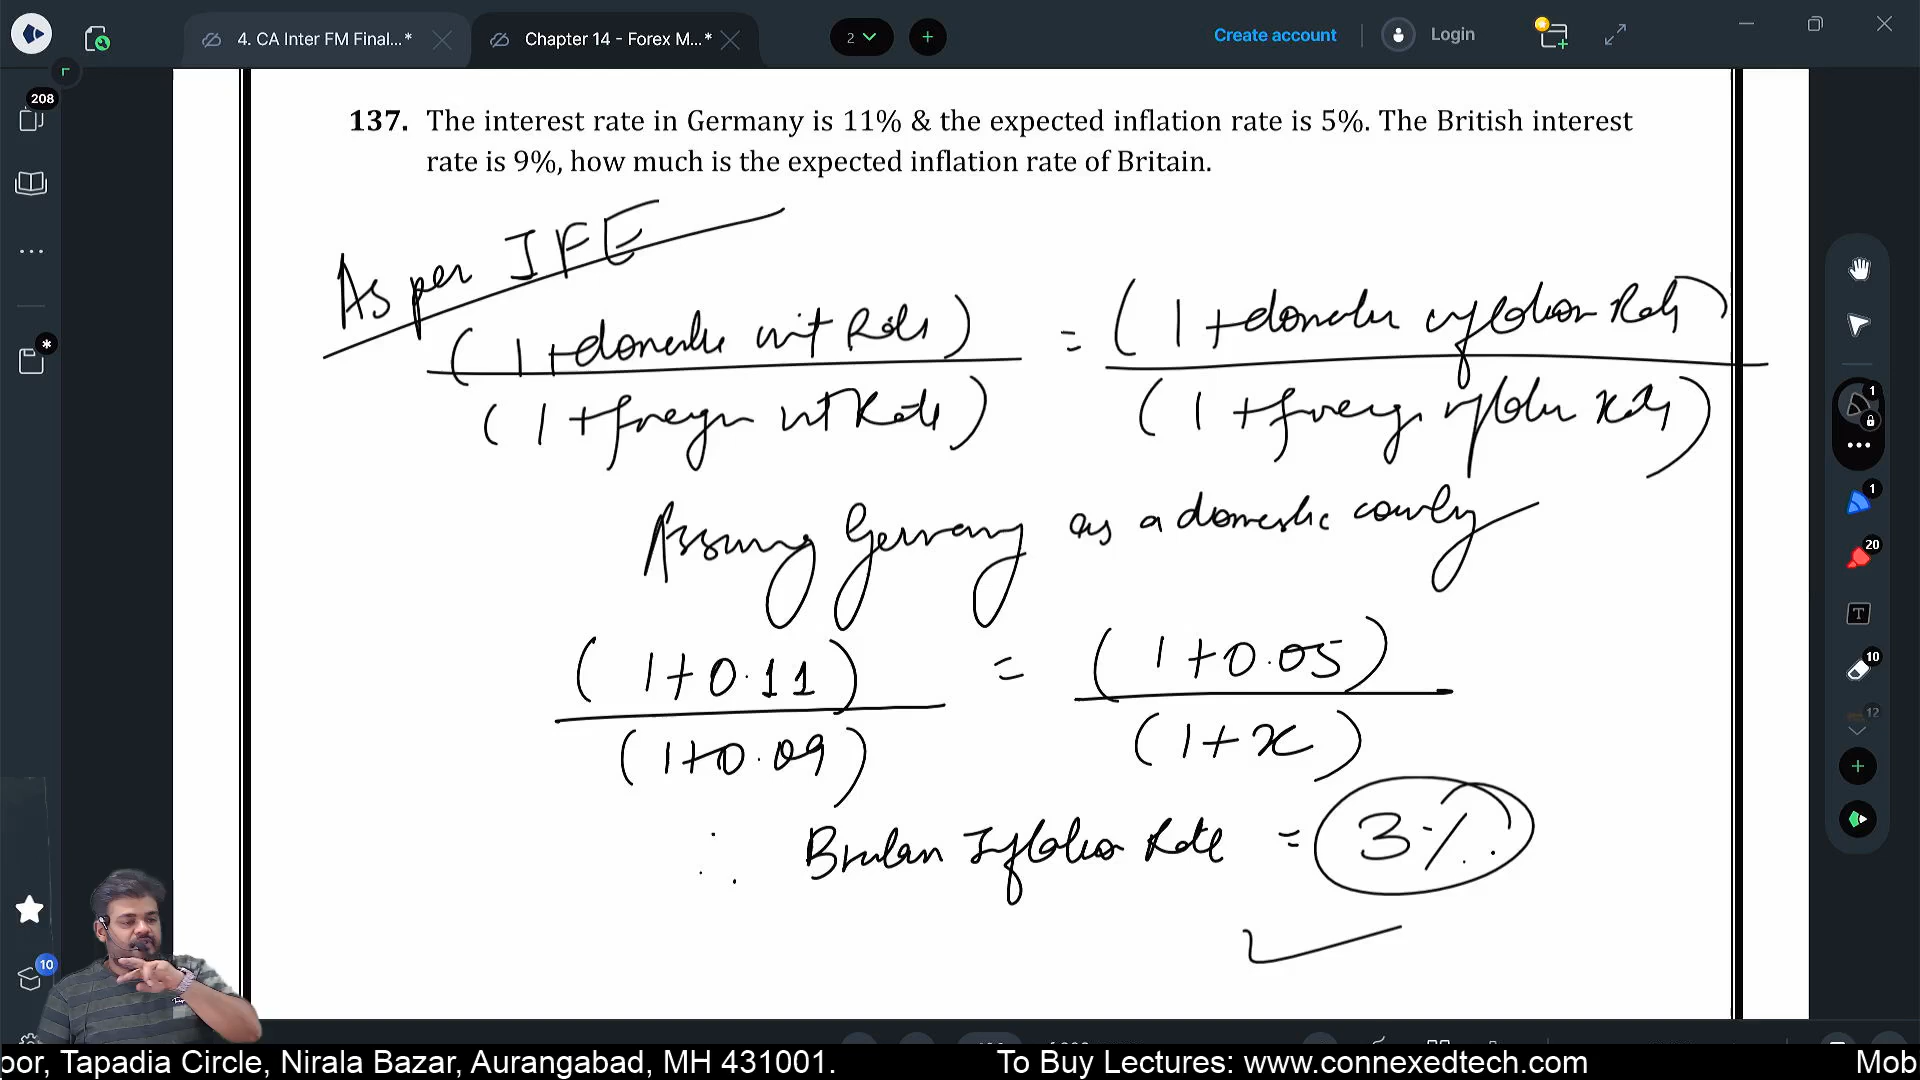 4. CA Inter FM Final...*
Chapter 14 - Forex M...*
2
Create account
Login
208
137. The interest rate in Germany is 11% & the expected inflation rate is 5%. The British interest
rate is 9%, how much is the expected inflation rate of Britain.
As per IFE
(1+domestic int Rate) = (1+domestic inflation Rate)
(1+foreign int Rate) (1+foreign inflation rate)
Assuming Germany as a domestic country
(1+0.11) = (1+0.05)
(1+0.09) (1+x)
∴ Britain Inflation Rate = 3%
1
1
20
T
10
12
10
oor, Tapadia Circle, Nirala Bazar, Aurangabad, MH 431001. To Buy Lectures: www.connexedtech.com Mob